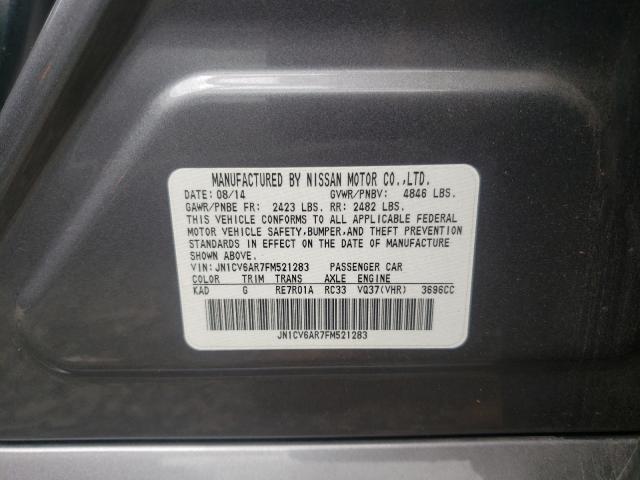 MANUFACTURED BY NISSAN MOTOR CO.,LTD.
DATE: 08/14 GVWR/PNBV: 4846 LBS.
GAWR/PNBE FR: 2423 LBS. RR: 2482 LBS.
THIS VEHICLE CONFORMS TO ALL APPLICABLE FEDERAL
MOTOR VEHICLE SAFETY,BUMPER,AND THEFT PREVENTION
STANDARDS IN EFFECT ON THE DATE OF MANUFACTURE
SHOWN ABOVE.
VIN: JN1CV6AR7FM521283 PASSENGER CAR
COLOR TRIM TRANS AXLE ENGINE
KAD G RE7R01A RC33 VQ37(VHR) 3696CC
JN1CV6AR7FM521283